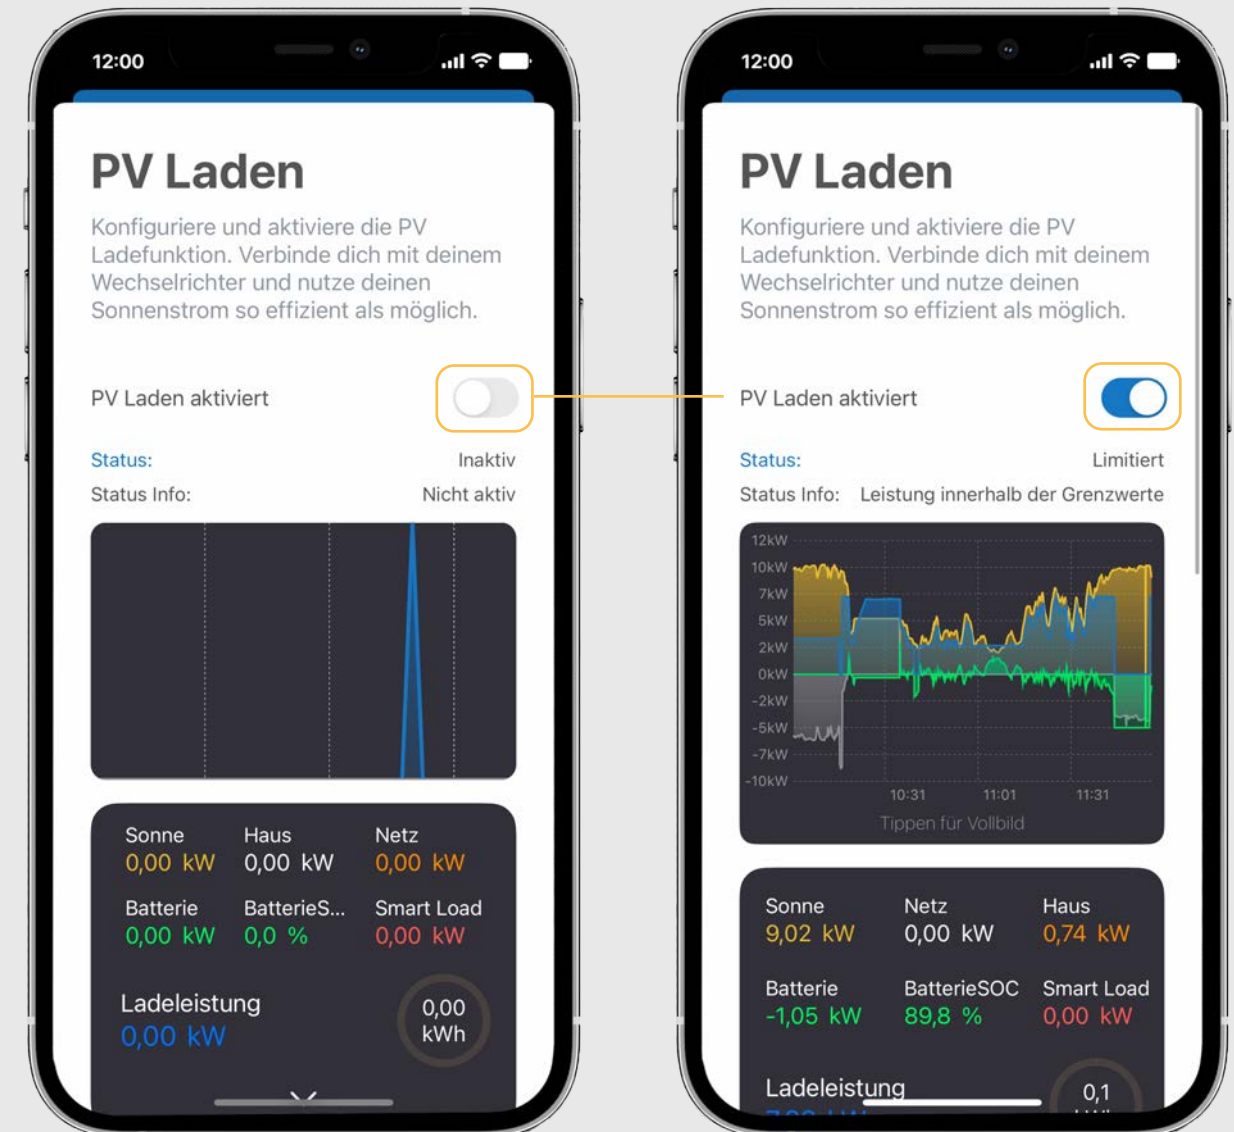 12:00
PV Laden
Konfiguriere und aktiviere die PV
Ladefunktion. Verbinde dich mit deinem
Wechselrichter und nutze deinen
Sonnenstrom so effizient als möglich.
PV Laden aktiviert
Status: Inaktiv
Status Info: Nicht aktiv
Sonne Haus Netz
0,00 kW 0,00 kW 0,00 kW
Batterie BatterieS... Smart Load
0,00 kW 0,0 % 0,00 kW
Ladeleistung 0,00
0,00 kW kWh
12:00
PV Laden
Konfiguriere und aktiviere die PV
Ladefunktion. Verbinde dich mit deinem
Wechselrichter und nutze deinen
Sonnenstrom so effizient als möglich.
PV Laden aktiviert
Status: Limitiert
Status Info: Leistung innerhalb der Grenzwerte
12kW
10kW
7kW
5kW
2kW
0kW
-2kW
-5kW
-7kW
-10kW
10:31 11:01 11:31
Tippen für Vollbild
Sonne Netz Haus
9,02 kW 0,00 kW 0,74 kW
Batterie BatterieSOC Smart Load
-1,05 kW 89,8 % 0,00 kW
Ladeleistung 0,1